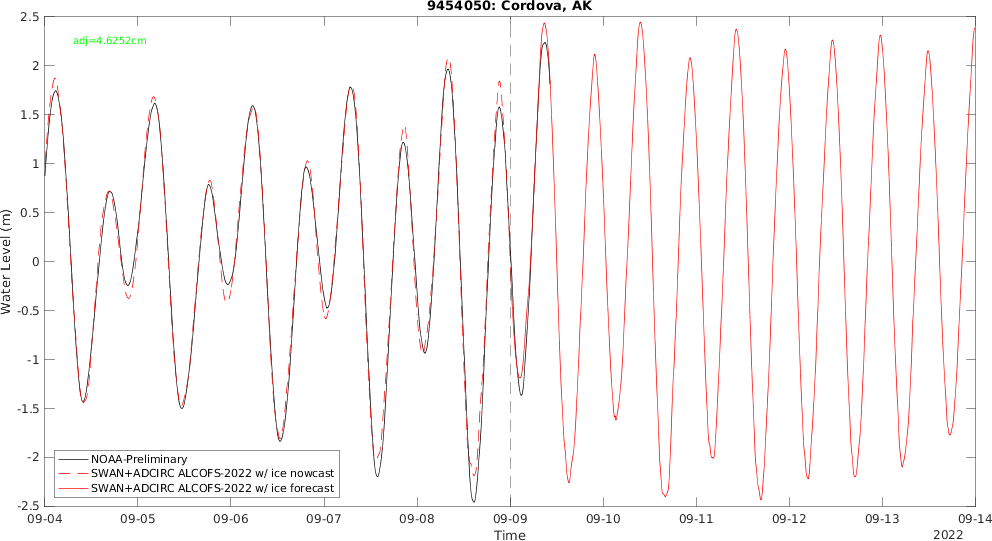 9454050: Cordova, AK
adj=4.6252cm
2.5
2
1.5
1
0.5
0
-0.5
-1
-1.5
-2
-2.5
Water Level (m)
NOAA-Preliminary
SWAN+ADCIRC ALCOFS-2022 w/ ice nowcast
SWAN+ADCIRC ALCOFS-2022 w/ ice forecast
09-04 09-05 09-06 09-07 09-08 09-09 09-10 09-11 09-12 09-13 09-14
Time
2022